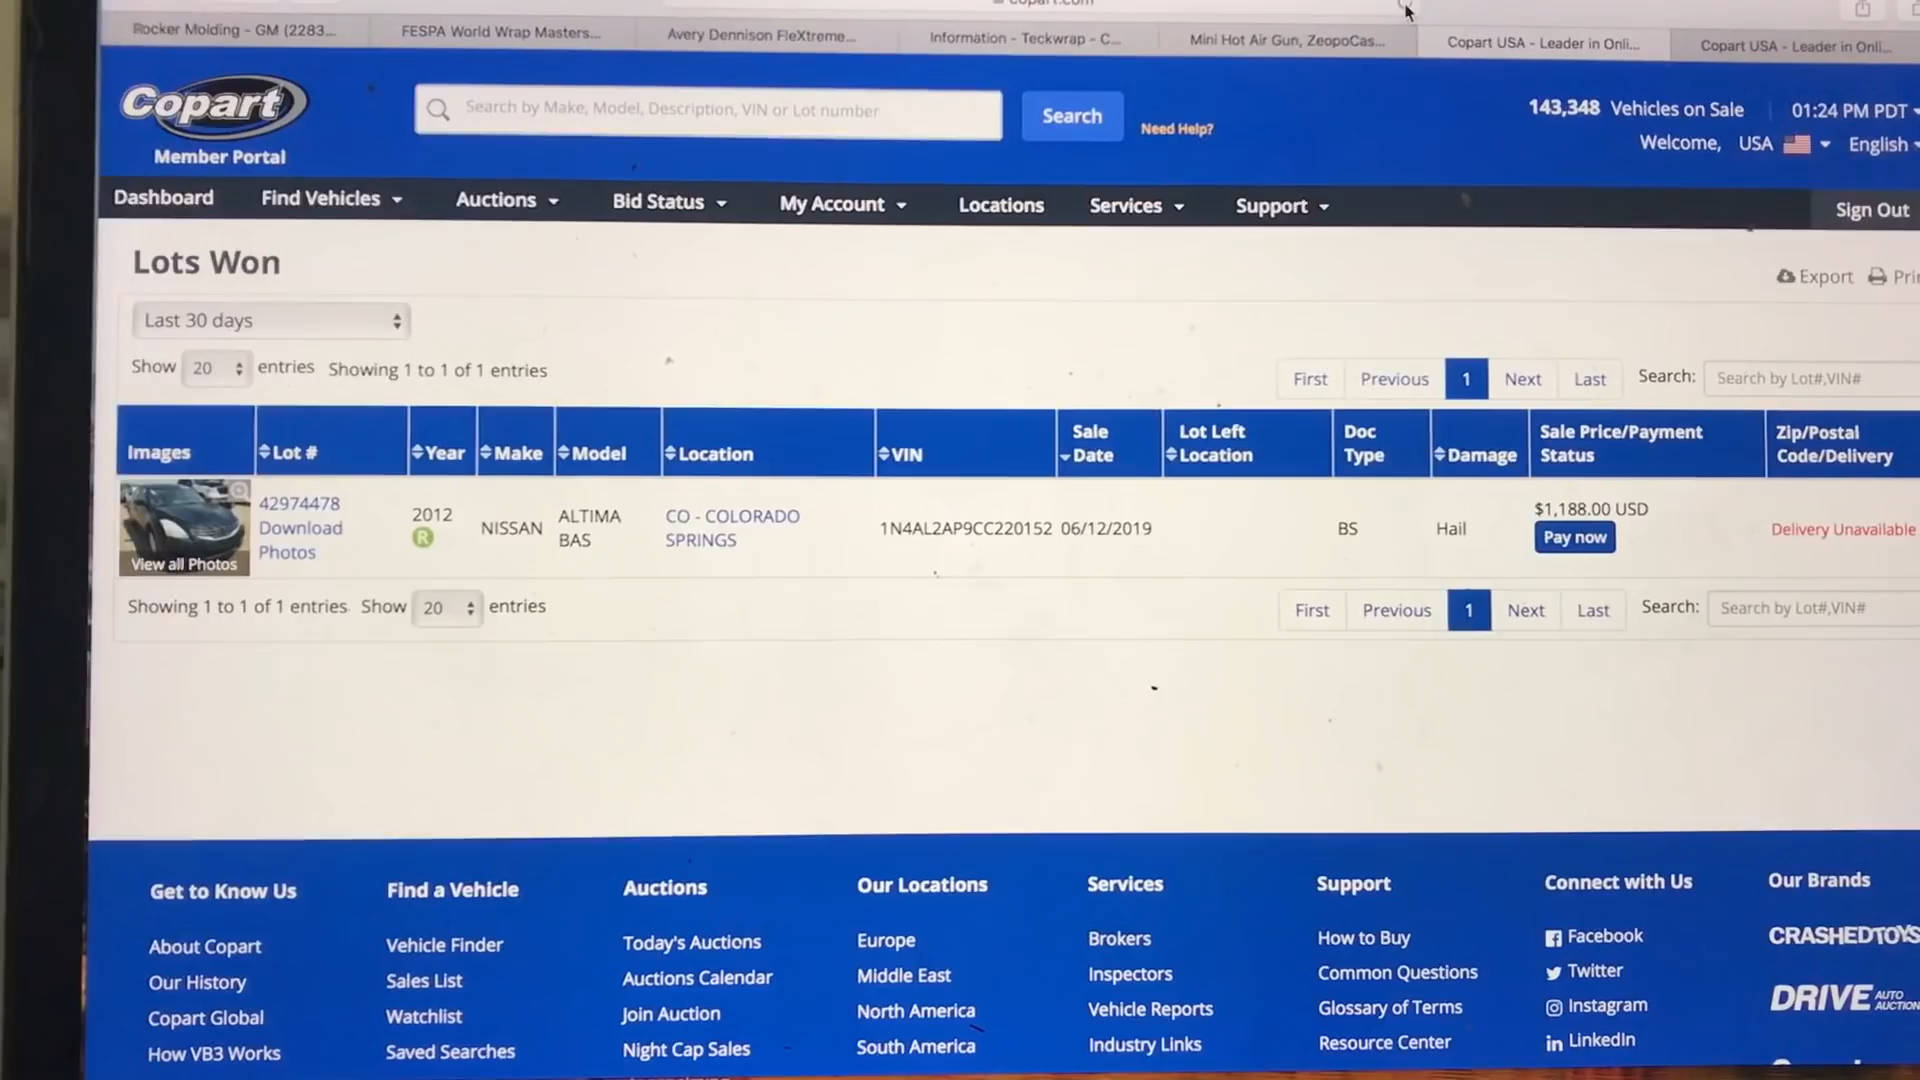 Rocker Molding - GM (2283...
FESPA World Wrap Masters...
Avery Dennison FleXtreme...
Information - Teckwrap - C...
Mini Hot Air Gun, ZeopoCas...
Copart USA - Leader in Onli...
Copart USA - Leader in Onli...
Copart
Member Portal
Search by Make, Model, Description, VIN or Lot number
Search
Need Help?
143,348 Vehicles on Sale
01:24 PM PDT
Welcome, USA
English
Dashboard
Find Vehicles
Auctions
Bid Status
My Account
Locations
Services
Support
Sign Out
Lots Won
Export
Last 30 days
Show 20 entries Showing 1 to 1 of 1 entries
First Previous 1 Next Last
Search: Search by Lot#,VIN#
Images
Lot #
Year
Make
Model
Location
VIN
Sale
Date
Lot Left
Location
Doc
Type
Damage
Sale Price/Payment
Status
Zip/Postal
Code/Delivery
View all Photos
42974478
Download
Photos
2012
R
NISSAN
ALTIMA
BAS
CO - COLORADO
SPRINGS
1N4AL2AP9CC220152
06/12/2019
BS
Hail
$1,188.00 USD
Pay now
Delivery Unavailable
Showing 1 to 1 of 1 entries Show 20 entries
First Previous 1 Next Last
Search: Search by Lot#,VIN#
Get to Know Us
About Copart
Our History
Copart Global
How VB3 Works
Find a Vehicle
Vehicle Finder
Sales List
Watchlist
Saved Searches
Auctions
Today's Auctions
Auctions Calendar
Join Auction
Night Cap Sales
Our Locations
Europe
Middle East
North America
South America
Services
Brokers
Inspectors
Vehicle Reports
Industry Links
Support
How to Buy
Common Questions
Glossary of Terms
Resource Center
Connect with Us
Facebook
Twitter
Instagram
LinkedIn
Our Brands
CRASHEDTOYS
DRIVE AUTO
AUCTIONS